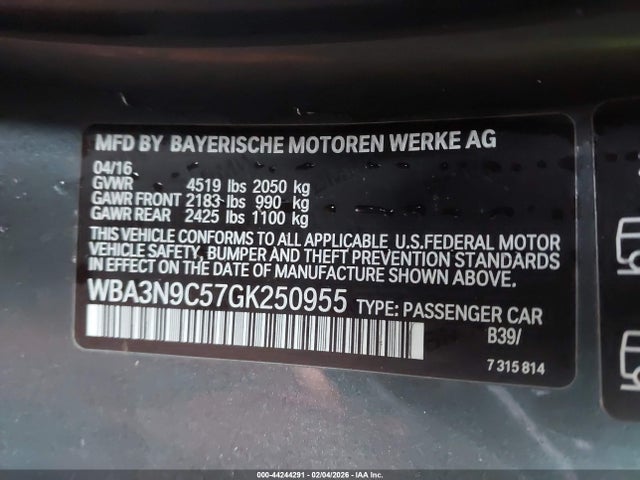 MFD BY BAYERISCHE MOTOREN WERKE AG
04/16
GVWR 4519 lbs 2050 kg
GAWR FRONT 2183 lbs 990 kg
GAWR REAR 2425 lbs 1100 kg
THIS VEHICLE CONFORMS TO ALL APPLICABLE U.S.FEDERAL MOTOR
VEHICLE SAFETY, BUMPER AND THEFT PREVENTION STANDARDS
IN EFFECT ON THE DATE OF MANUFACTURE SHOWN ABOVE.
WBA3N9C57GK250955 TYPE: PASSENGER CAR
B39/
7 315 814
000-44244291 - 02/04/2026 - IAA Inc.